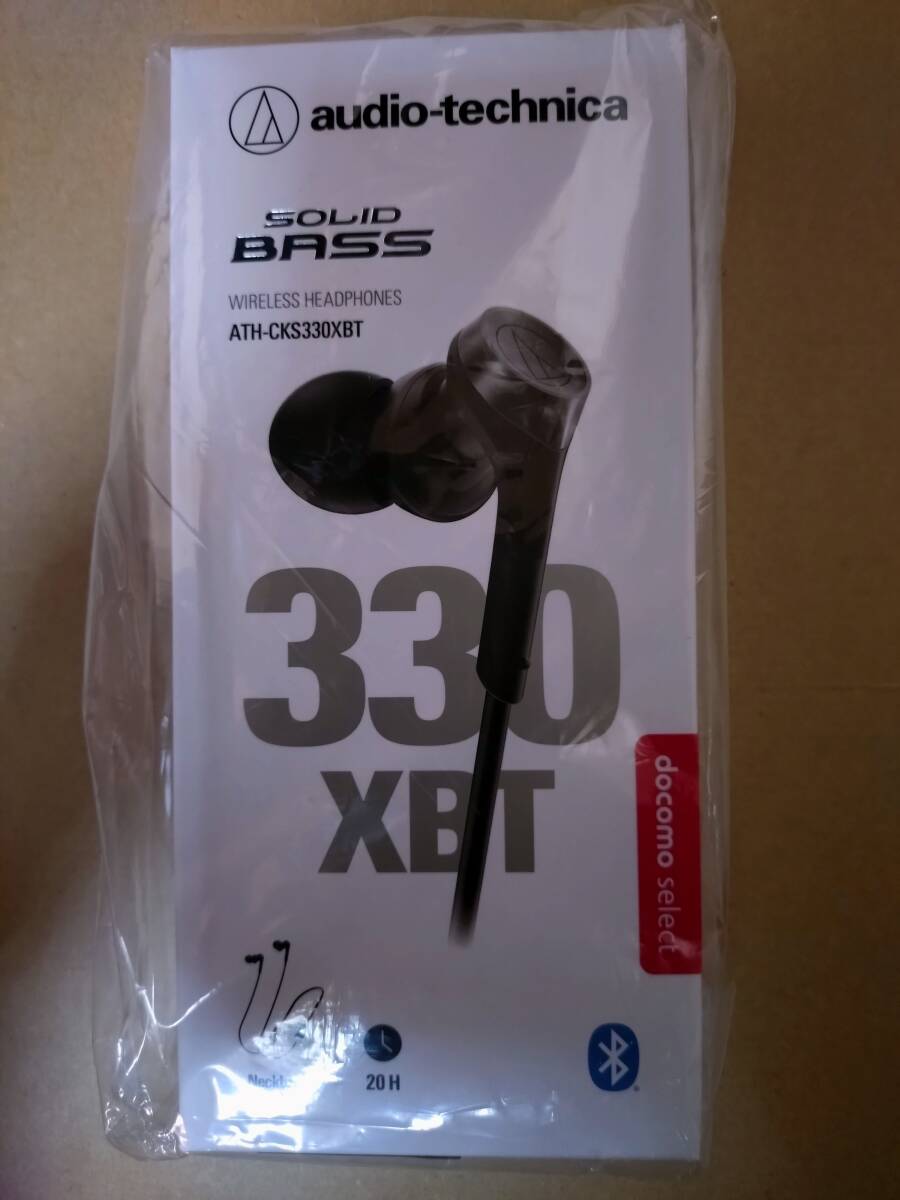 audio-technica
SOLID
BASS
WIRELESS HEADPHONES
ATH-CKS330XBT
330
XBT
docomo select
20 H